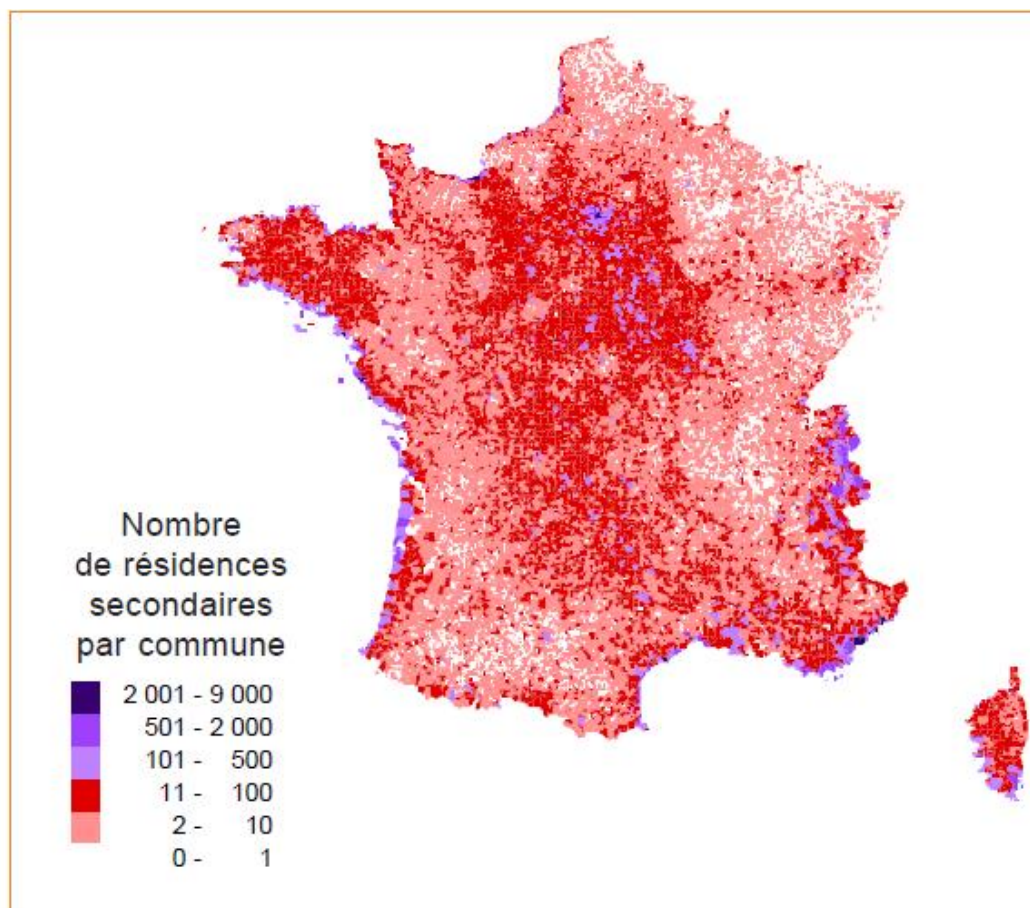 Nombre
de résidences
secondaires
par commune
2 001 - 9 000
501 - 2 000
101 - 500
11 - 100
2 - 10
0 - 1